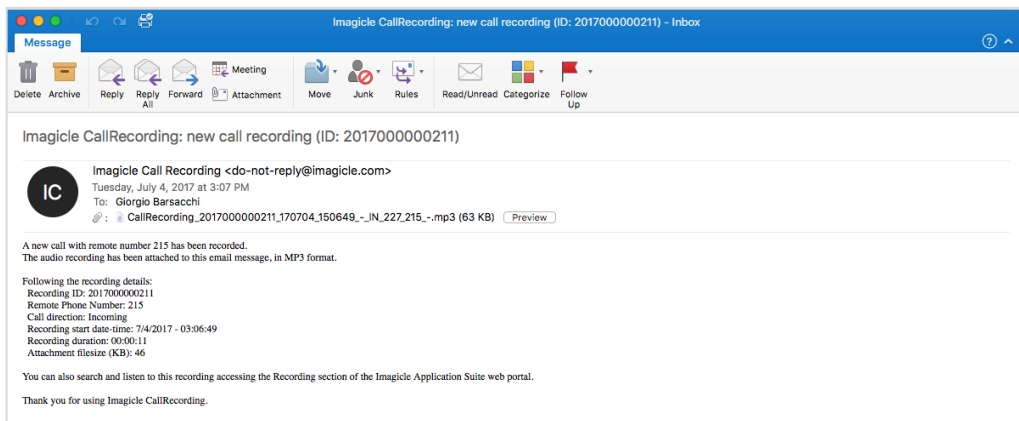 Imagicle CallRecording: new call recording (ID: 2017000000211) - Inbox
Message
Delete Archive Reply Reply All Forward Meeting Attachment Move Junk Rules Read/Unread Categorize Follow Up
Imagicle CallRecording: new call recording (ID: 2017000000211)
IC
Imagicle Call Recording <do-not-reply@imagicle.com>
Tuesday, July 4, 2017 at 3:07 PM
To: Giorgio Barsacchi
CallRecording_2017000000211_170704_150649_-_IN_227_215_-.mp3 (63 KB) Preview
A new call with remote number 215 has been recorded.
The audio recording has been attached to this email message, in MP3 format.
Following the recording details:
Recording ID: 2017000000211
Remote Phone Number: 215
Call direction: Incoming
Recording start date-time: 7/4/2017 - 03:06:49
Recording duration: 00:00:11
Attachment filesize (KB): 46
You can also search and listen to this recording accessing the Recording section of the Imagicle Application Suite web portal.
Thank you for using Imagicle CallRecording.